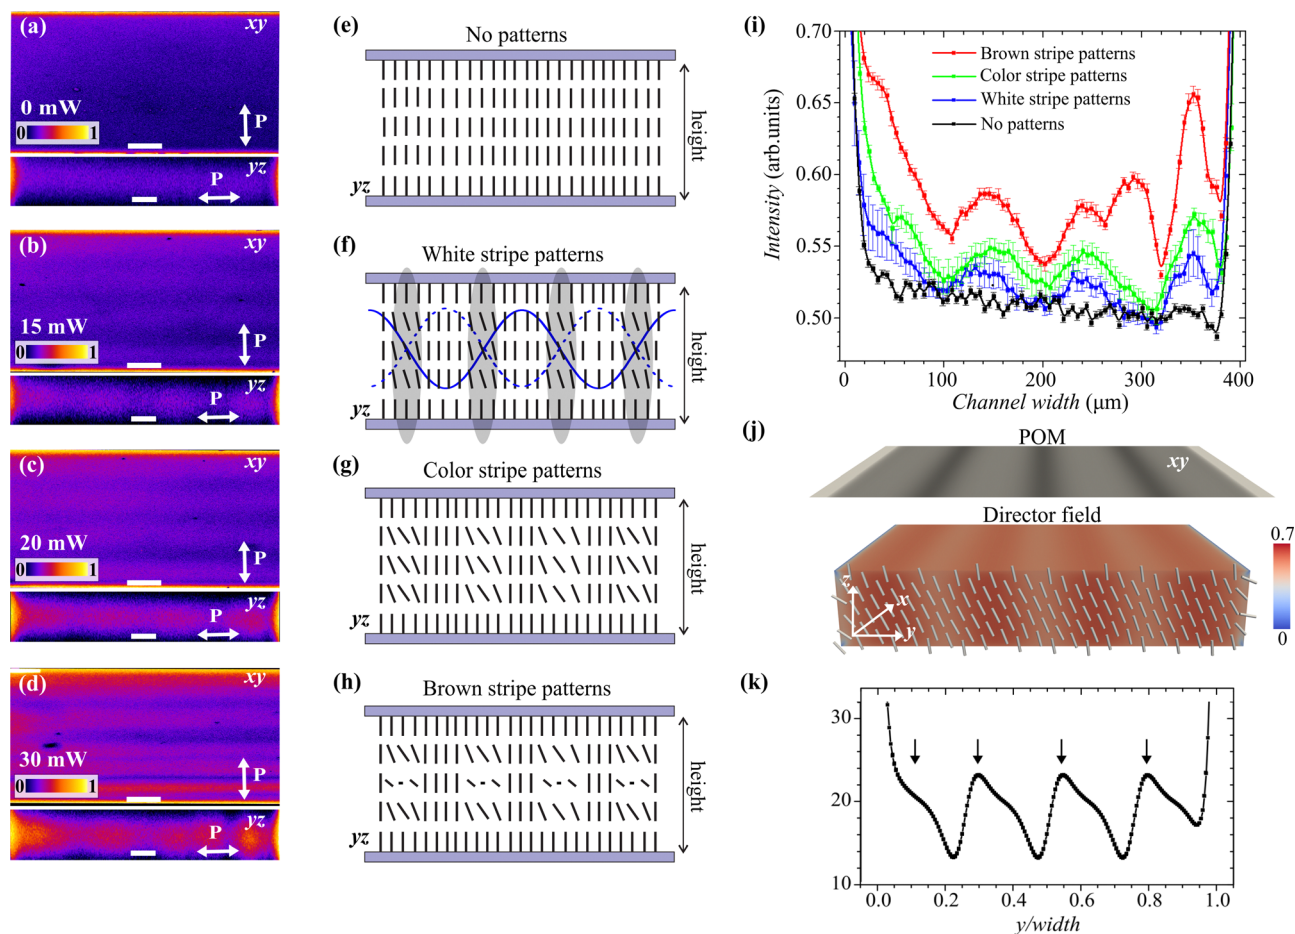 (a)
xy
0 mW
0 1
P
yz
P
(b)
xy
15 mW
0 1
P
yz
P
(c)
xy
20 mW
0 1
P
yz
P
(d)
xy
30 mW
0 1
P
yz
P
(e)
No patterns
height
yz
(f)
White stripe patterns
height
yz
(g)
Color stripe patterns
height
yz
(h)
Brown stripe patterns
height
yz
(i)
0.70
0.65
0.60
0.55
0.50
Intensity (arb.units)
Brown stripe patterns
Color stripe patterns
White stripe patterns
No patterns
0 100 200 300 400
Channel width (μm)
(j)
POM
xy
Director field
0.7
0
z
x
y
(k)
30
20
10
0.0 0.2 0.4 0.6 0.8 1.0
y/width